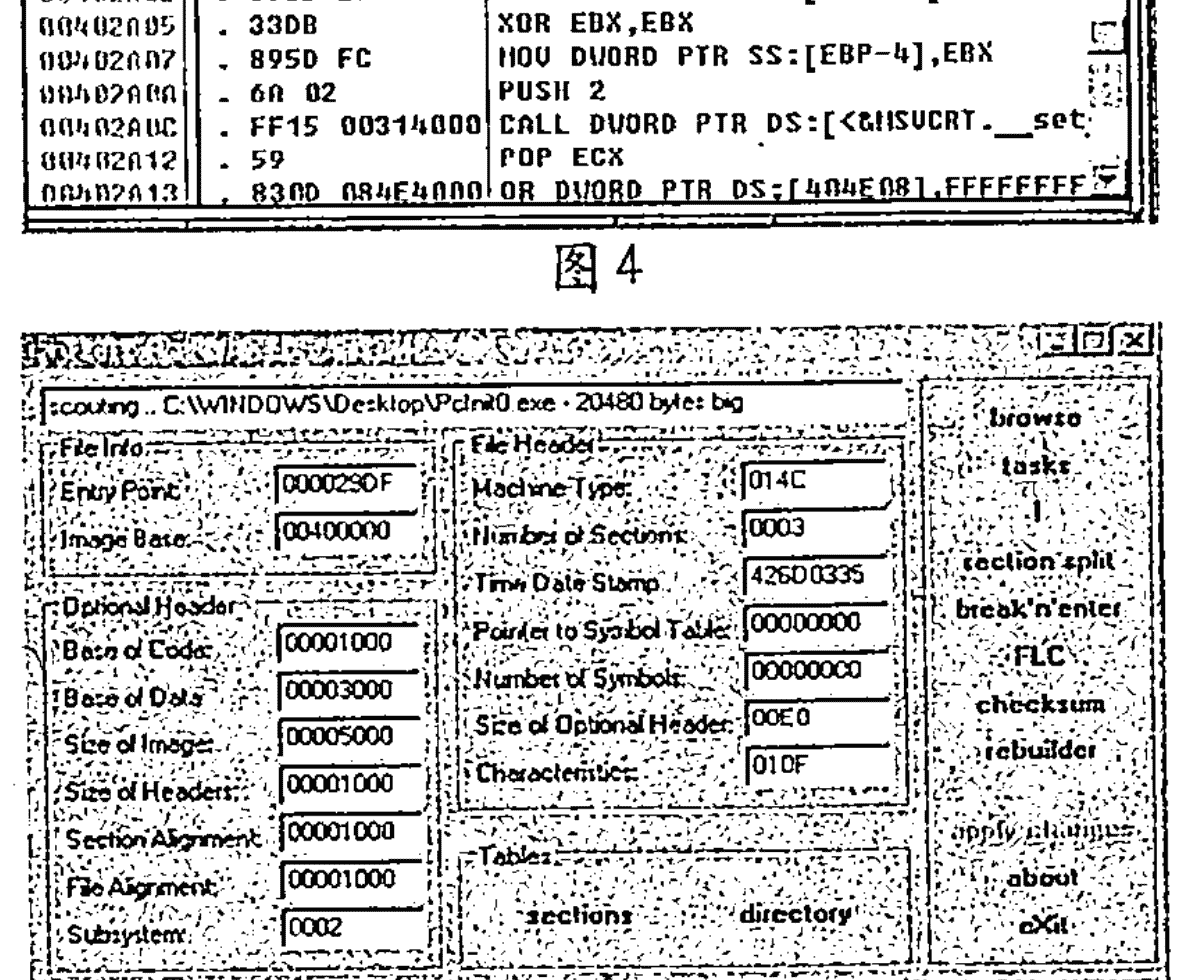 00402A05 . 33DB XOR EBX,EBX
00402A07 . 895D FC MOV DWORD PTR SS:[EBP-4],EBX
00402A0A . 6A 02 PUSH 2
00402A0C . FF15 00314000 CALL DWORD PTR DS:[<&MSVCRT.__set
00402A12 . 59 POP ECX
00402A13 . 830D 084E4000 OR DWORD PTR DS:[404E08],FFFFFFFF
图 4
scouting .. C:\WINDOWS\Desktop\PcInit0.exe - 20480 bytes big
File Info
Entry Point: 000029DF
Image Base: 00400000
Optional Header
Base of Code: 00001000
Base of Data 00003000
Size of Image: 00005000
Size of Headers: 00001000
Section Alignment: 00001000
File Alignment: 00001000
Subsystem: 0002
File Header
Machine Type: 014C
Number of Sections: 0003
Time Date Stamp 426D0335
Pointer to Symbol Table: 00000000
Number of Symbols: 00000000
Size of Optional Header: 00E0
Characteristics: 010F
Tables:
sections directory
browse
tasks
section split
break'n'enter
FLC
checksum
rebuilder
apply changes
about
eXit